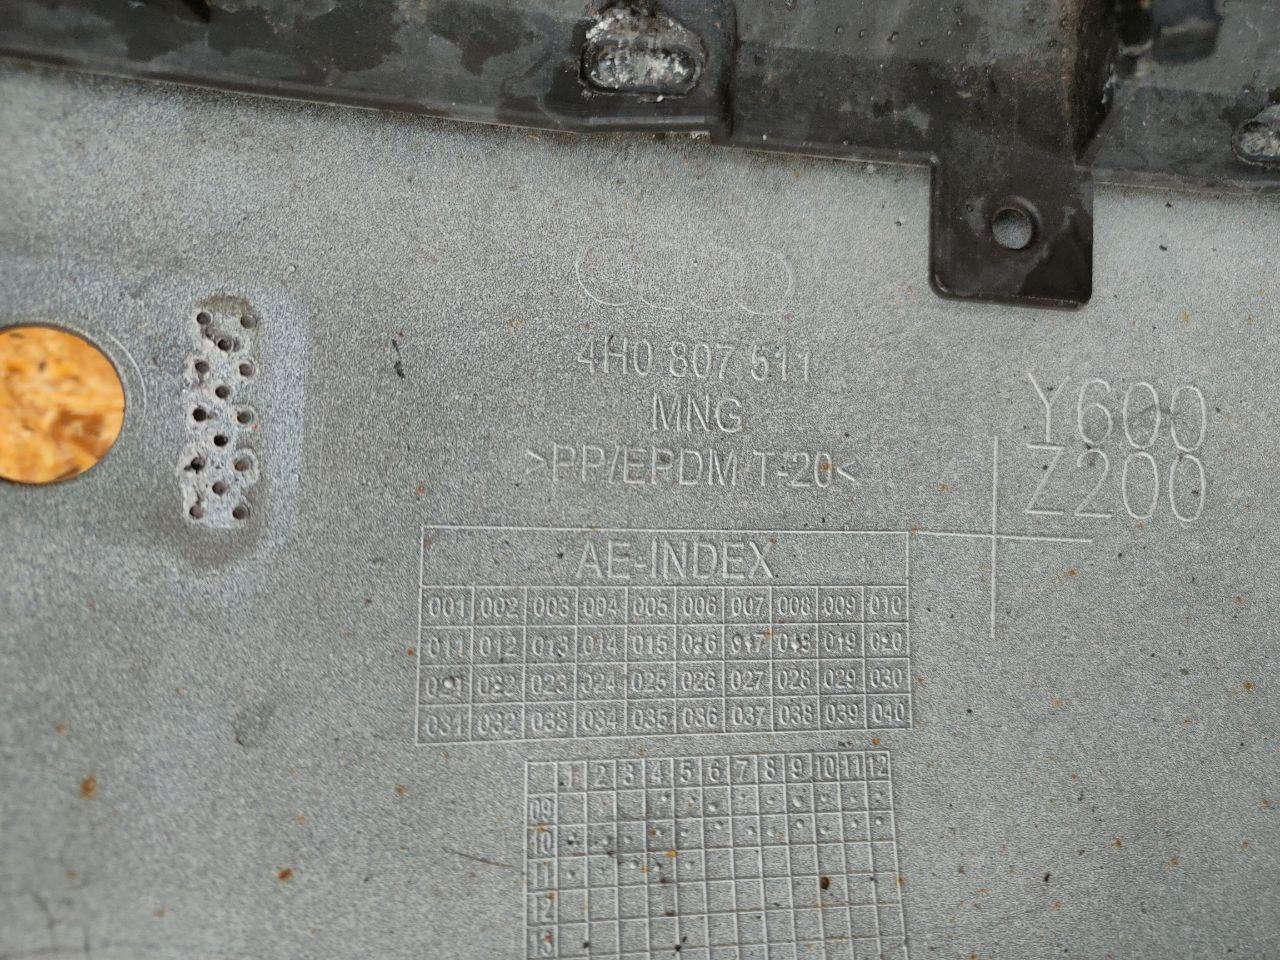 4H0 807 511
MNG
>PP/EPDM/T-20<
Y600
Z200
AE-INDEX
001 002 003 004 005 006 007 008 009 010
011 012 013 014 015 016 017 018 019 020
021 022 023 024 025 026 027 028 029 030
031 032 033 034 035 036 037 038 039 040
1 2 3 4 5 6 7 8 9 10 11 12
09
10
11
12
13